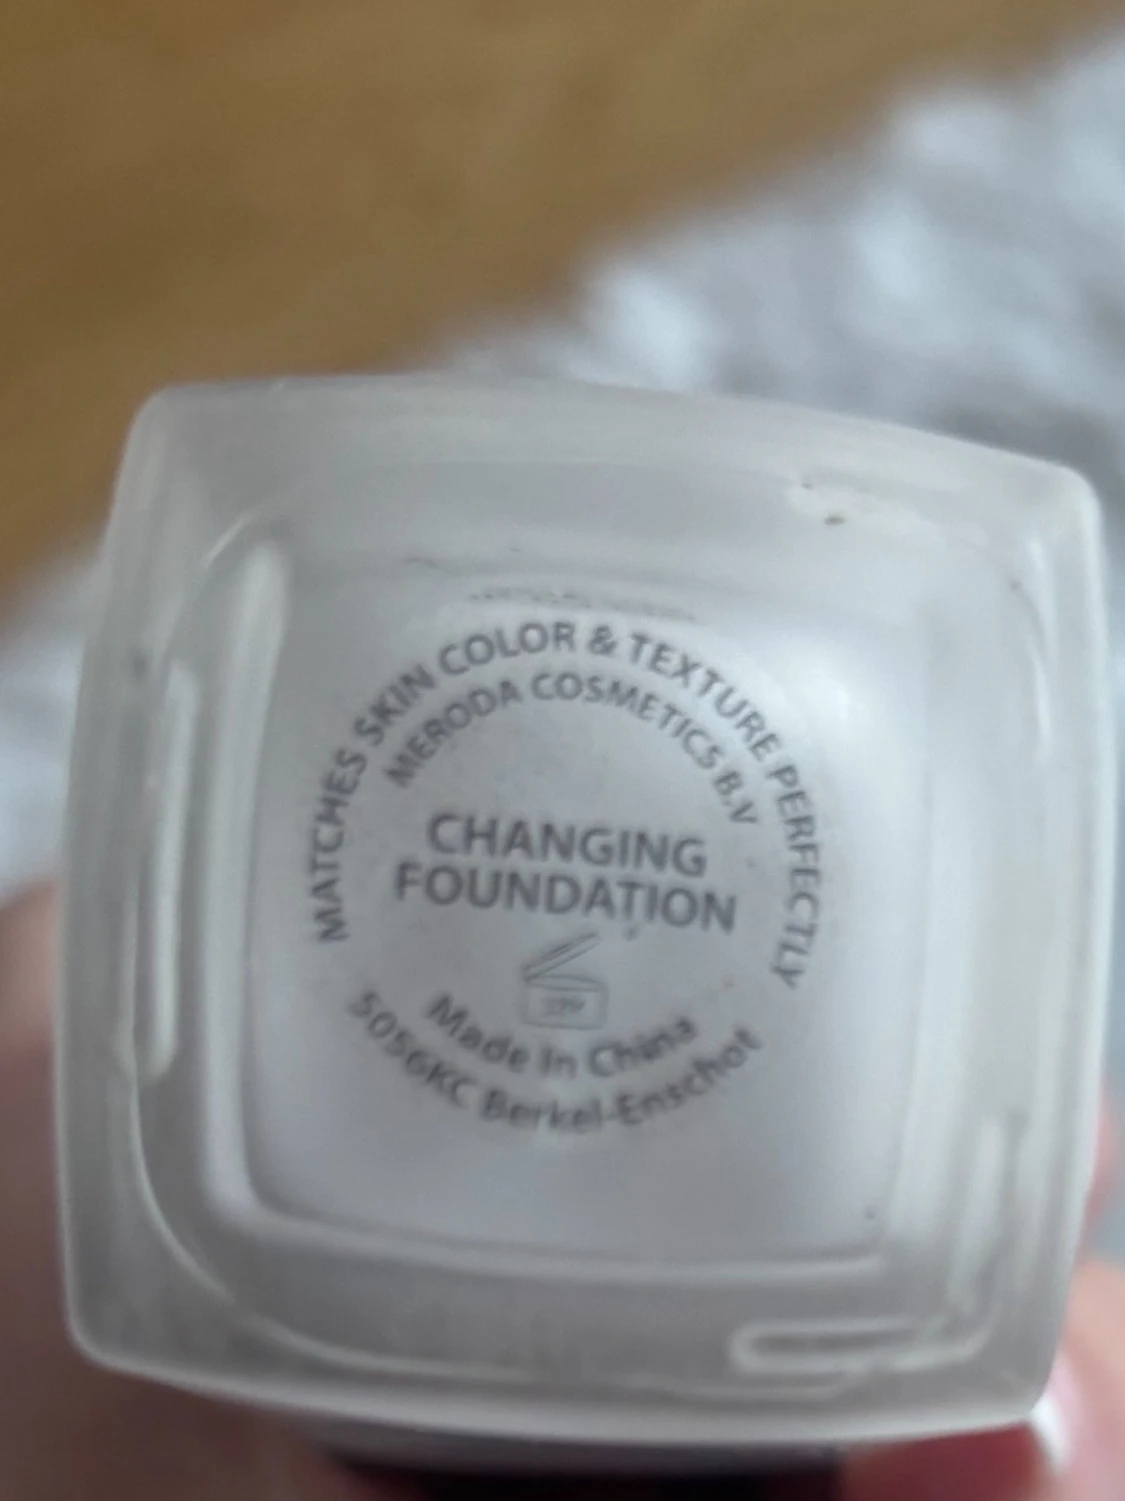 MATCHES SKIN COLOR & TEXTURE PERFECTLY
MERODA COSMETICS B.V
CHANGING
FOUNDATION
Made In China
5056KC Berkel-Enschot